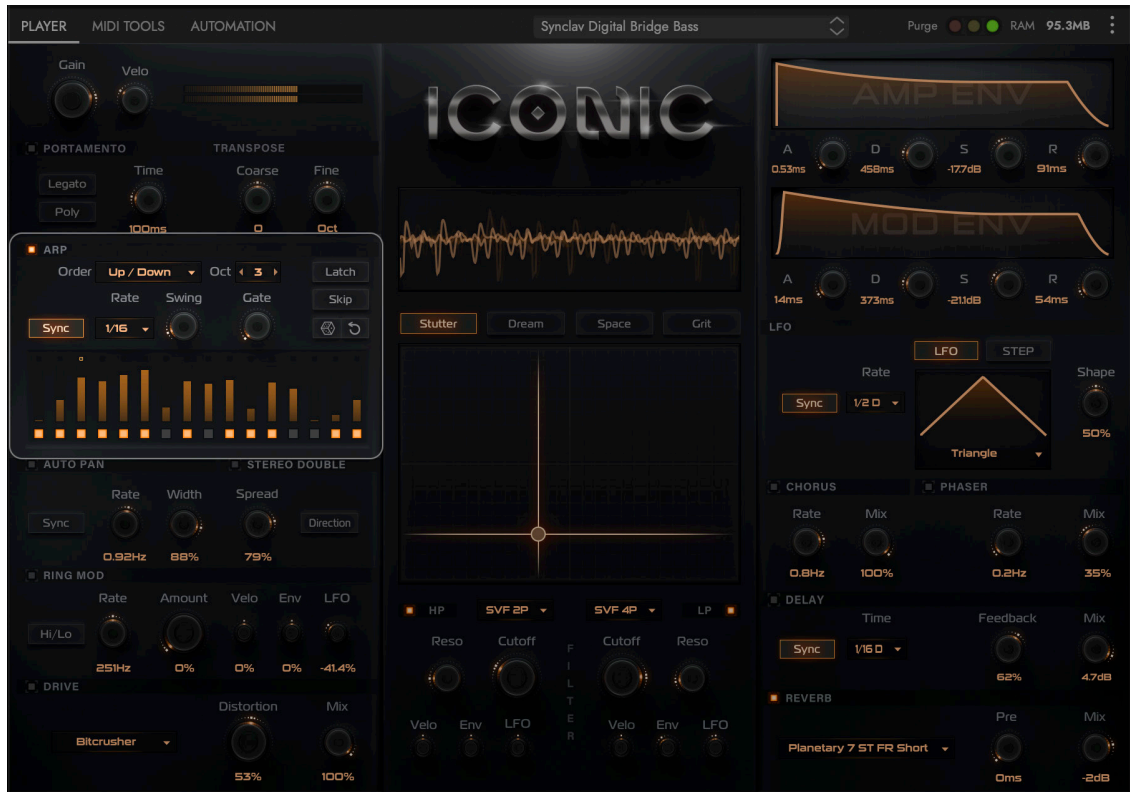 PLAYER MIDI TOOLS AUTOMATION Synclav Digital Bridge Bass Purge RAM 95.3MB
Gain Velo
PORTAMENTO TRANSPOSE
Time Coarse Fine
Legato
Poly
100ms 0 0ct
ARP
Order Up / Down Oct 3 Latch
Rate Swing Gate Skip
Sync 1/16
AUTO PAN STEREO DOUBLE
Rate Width Spread
Sync Direction
0.92Hz 88% 79%
RING MOD
Rate Amount Velo Env LFO
Hi/Lo
251Hz 0% 0% 0% -41.4%
DRIVE
Distortion Mix
Bitcrusher
53% 100%
ICONIC
Stutter Dream Space Grit
HP SVF 2P SVF 4P LP
Reso Cutoff Cutoff Reso
FILTER
Velo Env LFO Velo Env LFO
AMP ENV
A D S R
0.53ms 458ms -17.7dB 91ms
MOD ENV
A D S R
14ms 373ms -21.1dB 54ms
LFO
LFO STEP
Rate Shape
Sync 1/2 D
50%
Triangle
CHORUS PHASER
Rate Mix Rate Mix
0.8Hz 100% 0.2Hz 35%
DELAY
Time Feedback Mix
Sync 1/16 D
62% 4.7dB
REVERB
Pre Mix
Planetary 7 ST FR Short
0ms -2dB